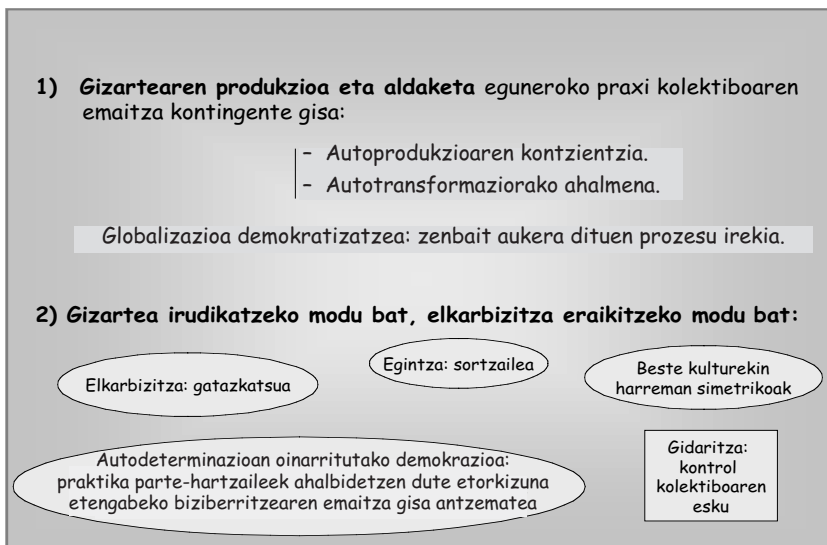 1) Gizartearen produkzioa eta aldaketa eguneroko praxi kolektiboaren
emaitza kontingente gisa:
- Autoprodukzioaren kontzientzia.
- Autotransformaziorako ahalmena.
Globalizazioa demokratizatzea: zenbait aukera dituen prozesu irekia.
2) Gizartea irudikatzeko modu bat, elkarbizitza eraikitzeko modu bat:
Elkarbizitza: gatazkatsua
Egintza: sortzailea
Beste kulturekin
harreman simetrikoak
Autodeterminazioan oinarritutako demokrazioa:
praktika parte-hartzaileek ahalbidetzen dute etorkizuna
etengabeko biziberritzearen emaitza gisa antzematea
Gidaritza:
kontrol
kolektiboaren
esku